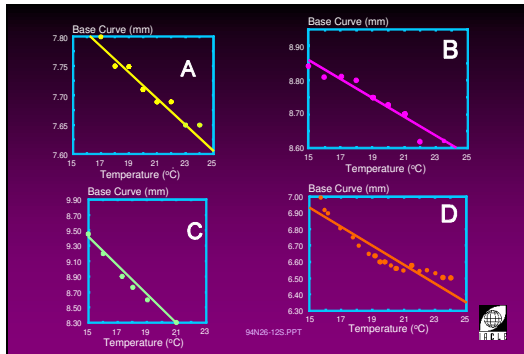 Base Curve (mm)
A
7.80
7.75
7.70
7.65
7.60
15 17 19 21 23 25
Temperature (°C)
Base Curve (mm)
B
8.90
8.80
8.70
8.60
15 17 19 21 23 25
Temperature (°C)
Base Curve (mm)
C
9.90
9.70
9.50
9.30
9.10
8.90
8.70
8.50
8.30
15 17 19 21 23
Temperature (°C)
Base Curve (mm)
D
7.00
6.90
6.80
6.70
6.60
6.50
6.40
6.30
15 17 19 21 23 25
Temperature (°C)
94N26-12S.PPT
IACLE